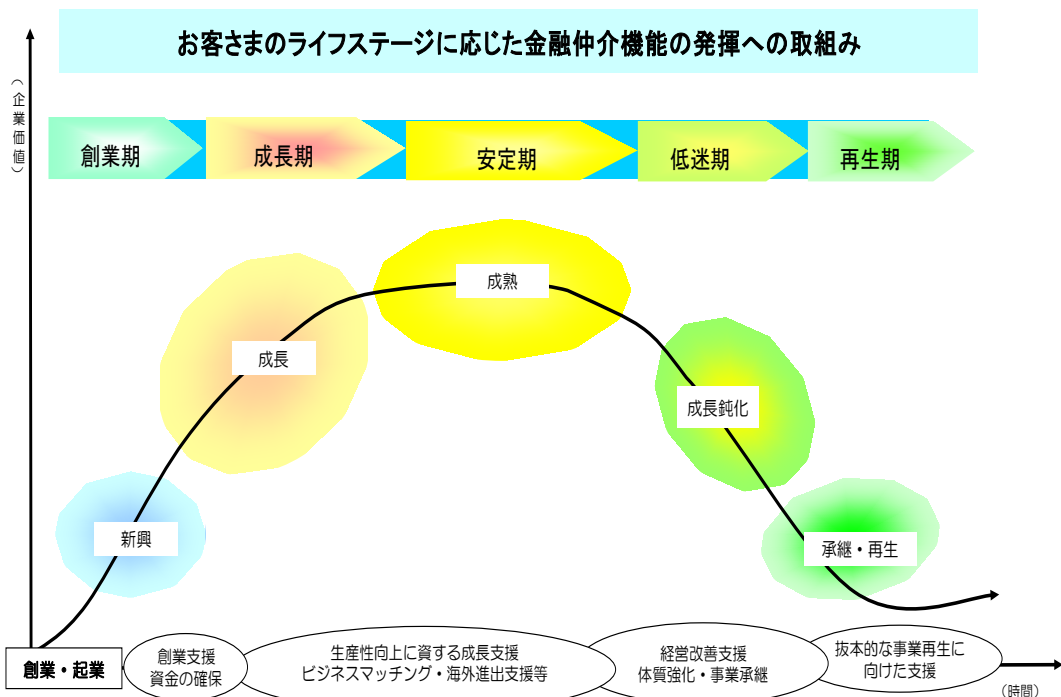 お客さまのライフステージに応じた金融仲介機能の発揮への取組み
（企業価値）
創業期
成長期
安定期
低迷期
再生期
成熟
成長
成長鈍化
新興
承継・再生
創業・起業
創業支援
資金の確保
生産性向上に資する成長支援
ビジネスマッチング・海外進出支援等
経営改善支援
体質強化・事業承継
抜本的な事業再生に
向けた支援
（時間）